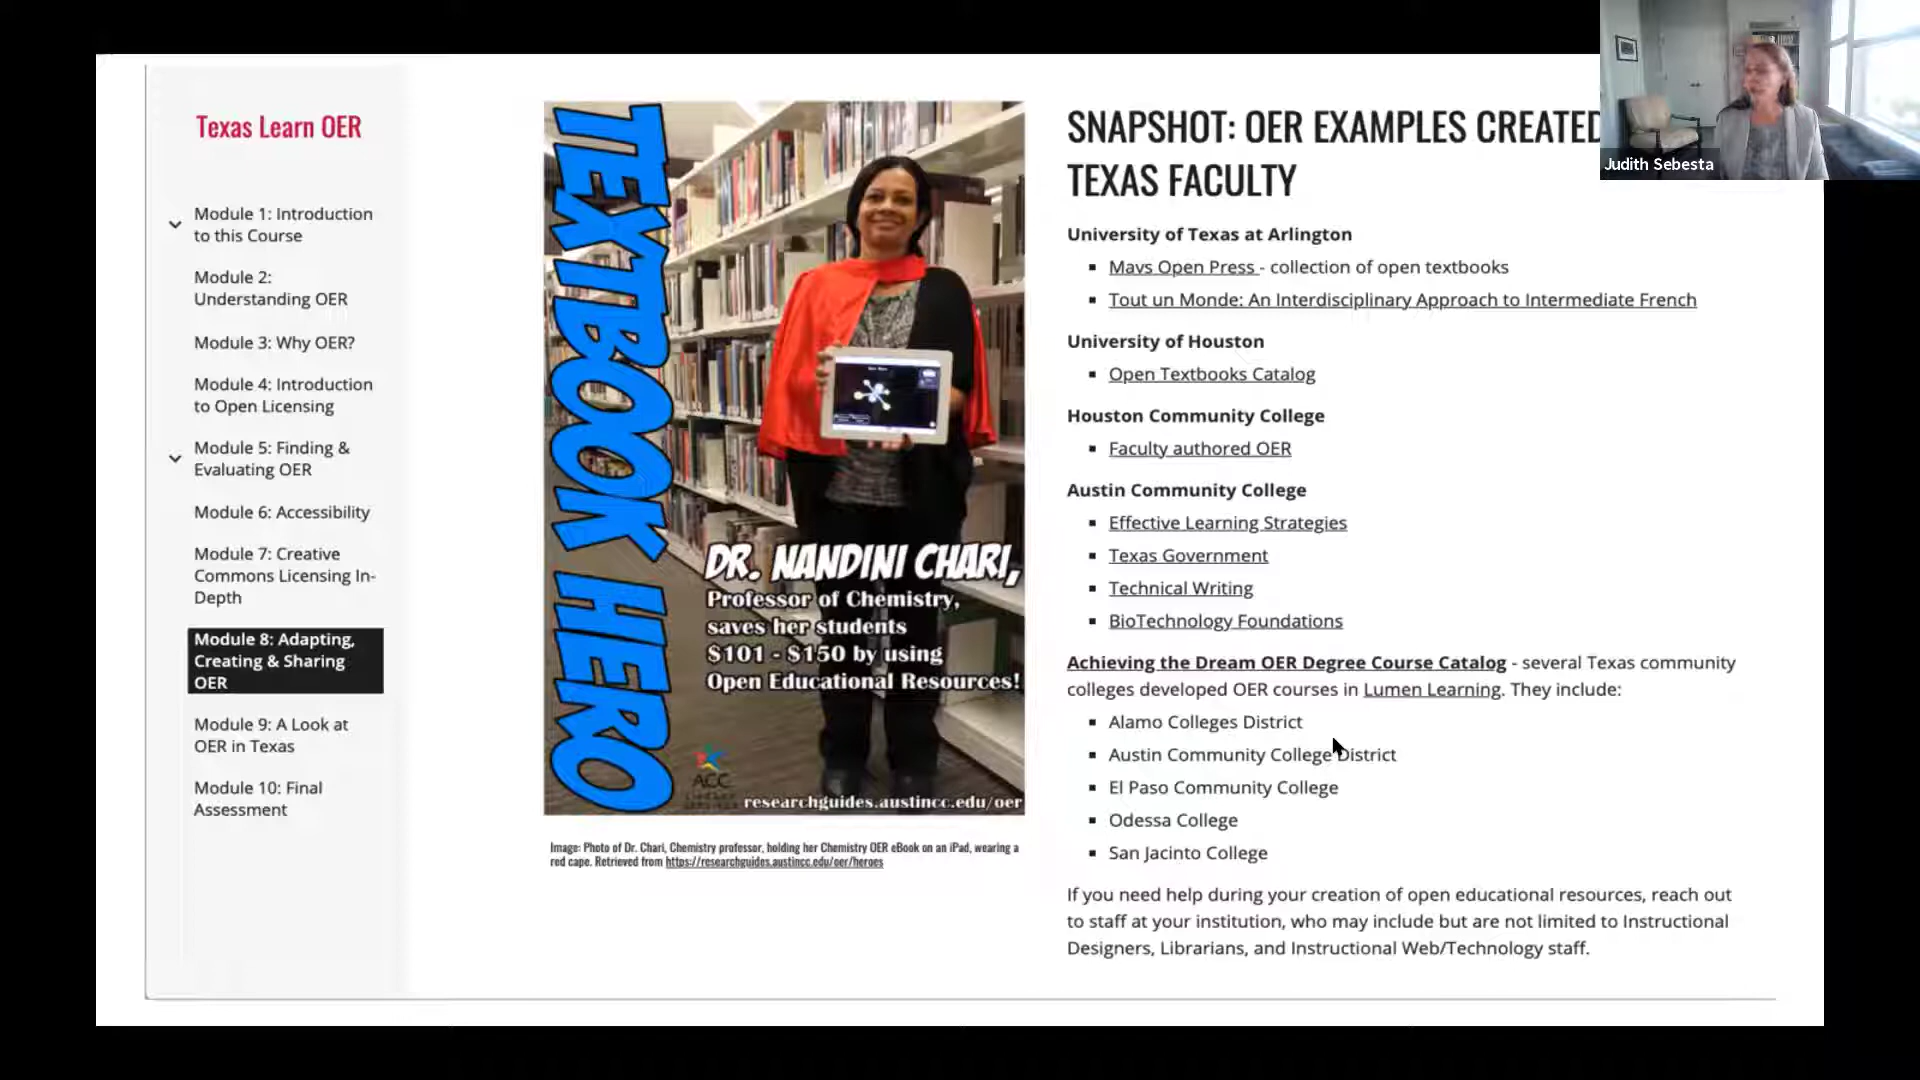 Judith Sebesta
Texas Learn OER
Module 1: Introduction
to this Course
Module 2:
Understanding OER
Module 3: Why OER?
Module 4: Introduction
to Open Licensing
Module 5: Finding &
Evaluating OER
Module 6: Accessibility
Module 7: Creative
Commons Licensing In-
Depth
Module 8: Adapting,
Creating & Sharing
OER
Module 9: A Look at
OER in Texas
Module 10: Final
Assessment
TEXTBOOK HERO
DR. NANDINI CHARI,
Professor of Chemistry,
saves her students
$101 - $150 by using
Open Educational Resources!
ACC
researchguides.austincc.edu/oer
Image: Photo of Dr. Chari, Chemistry professor, holding her Chemistry OER eBook on an iPad, wearing a
red cape. Retrieved from https://researchguides.austincc.edu/oer/heroes
SNAPSHOT: OER EXAMPLES CREATED
TEXAS FACULTY
University of Texas at Arlington
▪ Mavs Open Press - collection of open textbooks
▪ Tout un Monde: An Interdisciplinary Approach to Intermediate French
University of Houston
▪ Open Textbooks Catalog
Houston Community College
▪ Faculty authored OER
Austin Community College
▪ Effective Learning Strategies
▪ Texas Government
▪ Technical Writing
▪ BioTechnology Foundations
Achieving the Dream OER Degree Course Catalog - several Texas community
colleges developed OER courses in Lumen Learning. They include:
▪ Alamo Colleges District
▪ Austin Community College District
▪ El Paso Community College
▪ Odessa College
▪ San Jacinto College
If you need help during your creation of open educational resources, reach out
to staff at your institution, who may include but are not limited to Instructional
Designers, Librarians, and Instructional Web/Technology staff.